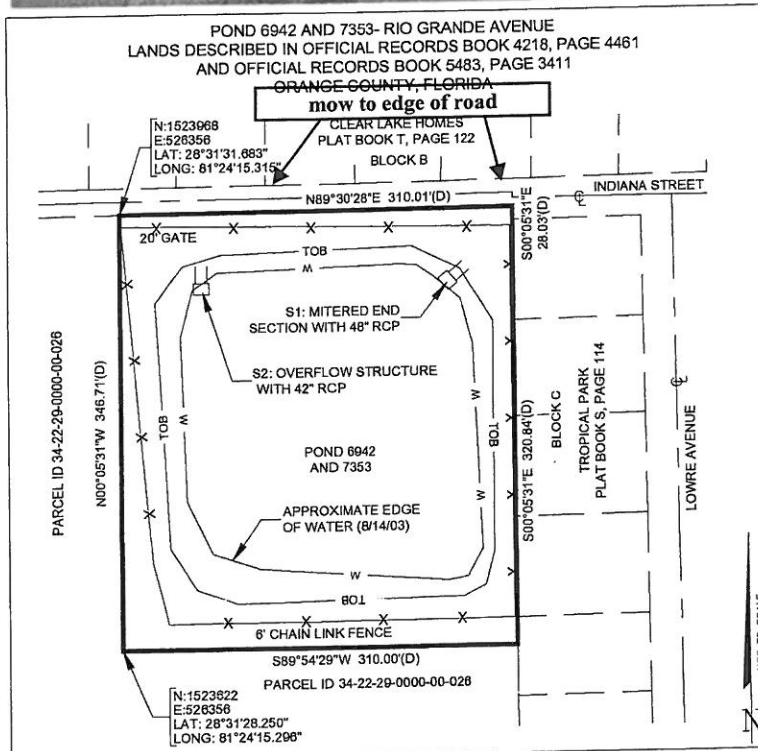 POND 6942 AND 7353- RIO GRANDE AVENUE
LANDS DESCRIBED IN OFFICIAL RECORDS BOOK 4218, PAGE 4461
AND OFFICIAL RECORDS BOOK 5483, PAGE 3411
ORANGE COUNTY, FLORIDA
mow to edge of road
N:1523968
E:526356
LAT: 28°31'31.683"
LONG: 81°24'15.315"
CLEAR LAKE HOMES
PLAT BOOK T, PAGE 122
BLOCK B
INDIANA STREET
N89°30'28"E 310.01'(D)
S00°05'31"E
28.03'(D)
20' GATE
TOB
W
S1: MITERED END
SECTION WITH 48" RCP
S2: OVERFLOW STRUCTURE
WITH 42" RCP
PARCEL ID 34-22-29-0000-00-026
N00°05'31"W 346.71'(D)
TOB
W
POND 6942
AND 7353
W
TOB
W
S00°05'31"E 320.84'(D)
BLOCK C
TROPICAL PARK
PLAT BOOK S, PAGE 114
LOWRE AVENUE
APPROXIMATE EDGE
OF WATER (8/14/03)
W
TOB
6' CHAIN LINK FENCE
S89°54'29"W 310.00'(D)
PARCEL ID 34-22-29-0000-00-026
N:1523622
E:526356
LAT: 28°31'28.250"
LONG: 81°24'15.296"
N